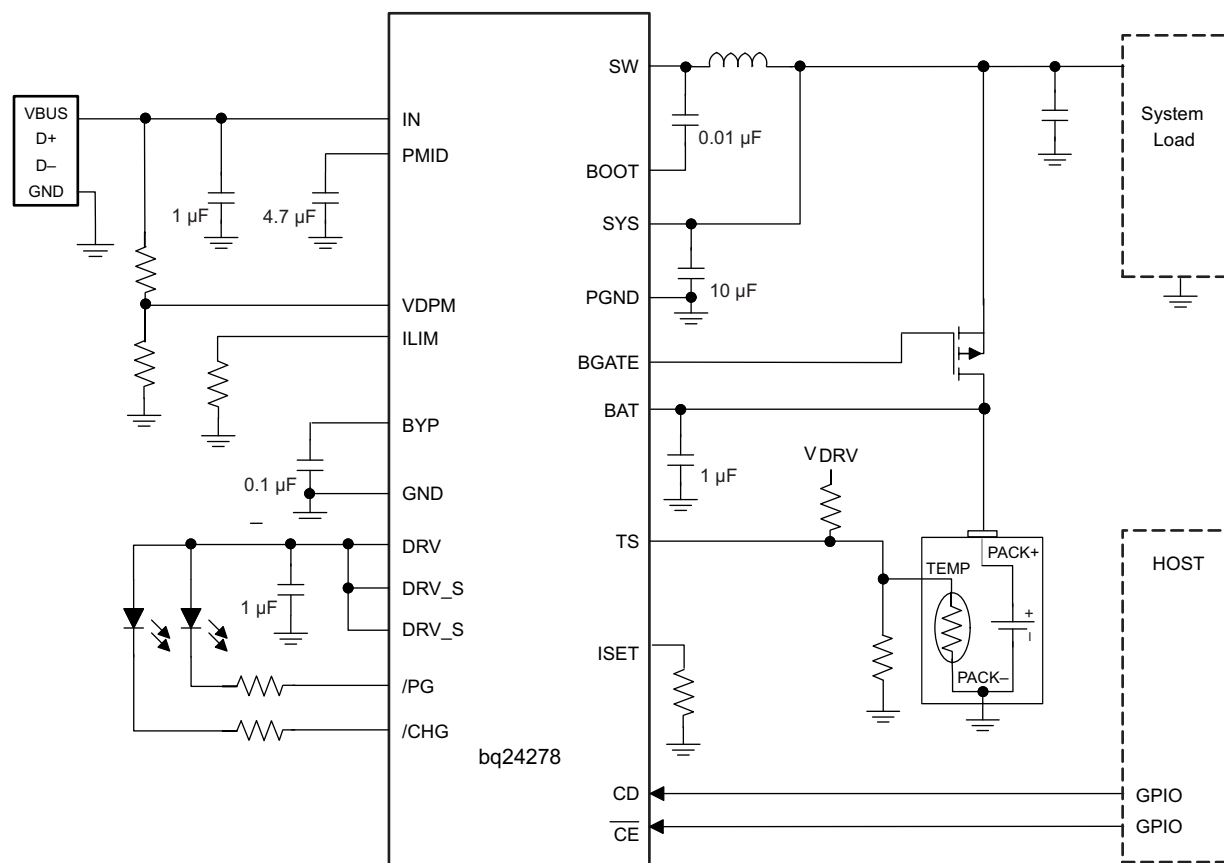 VBUS
D+
D–
GND
1 µF
4.7 µF
0.1 µF
–
1 µF
IN
PMID
VDPM
ILIM
BYP
GND
DRV
DRV_S
DRV_S
/PG
/CHG
bq24278
SW
BOOT
SYS
PGND
BGATE
BAT
TS
ISET
CD
CE
0.01 µF
10 µF
1 µF
VDRV
TEMP
PACK+
+
–
PACK–
System
Load
HOST
GPIO
GPIO